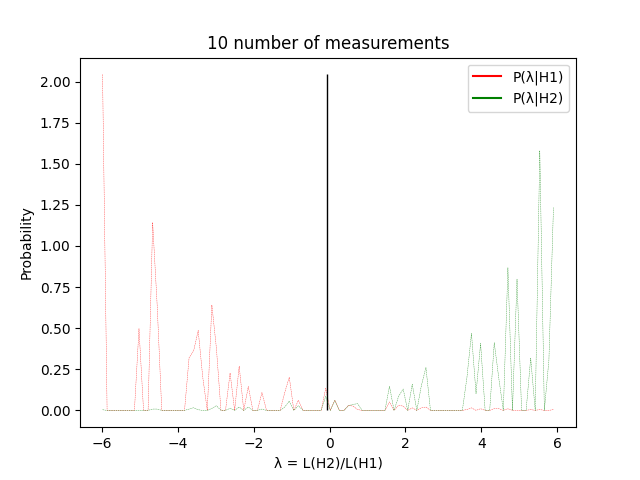 10 number of measurements
P(λ|H1)
P(λ|H2)
Probability
2.00
1.75
1.50
1.25
1.00
0.75
0.50
0.25
0.00
−6 −4 −2 0 2 4 6
λ = L(H2)/L(H1)